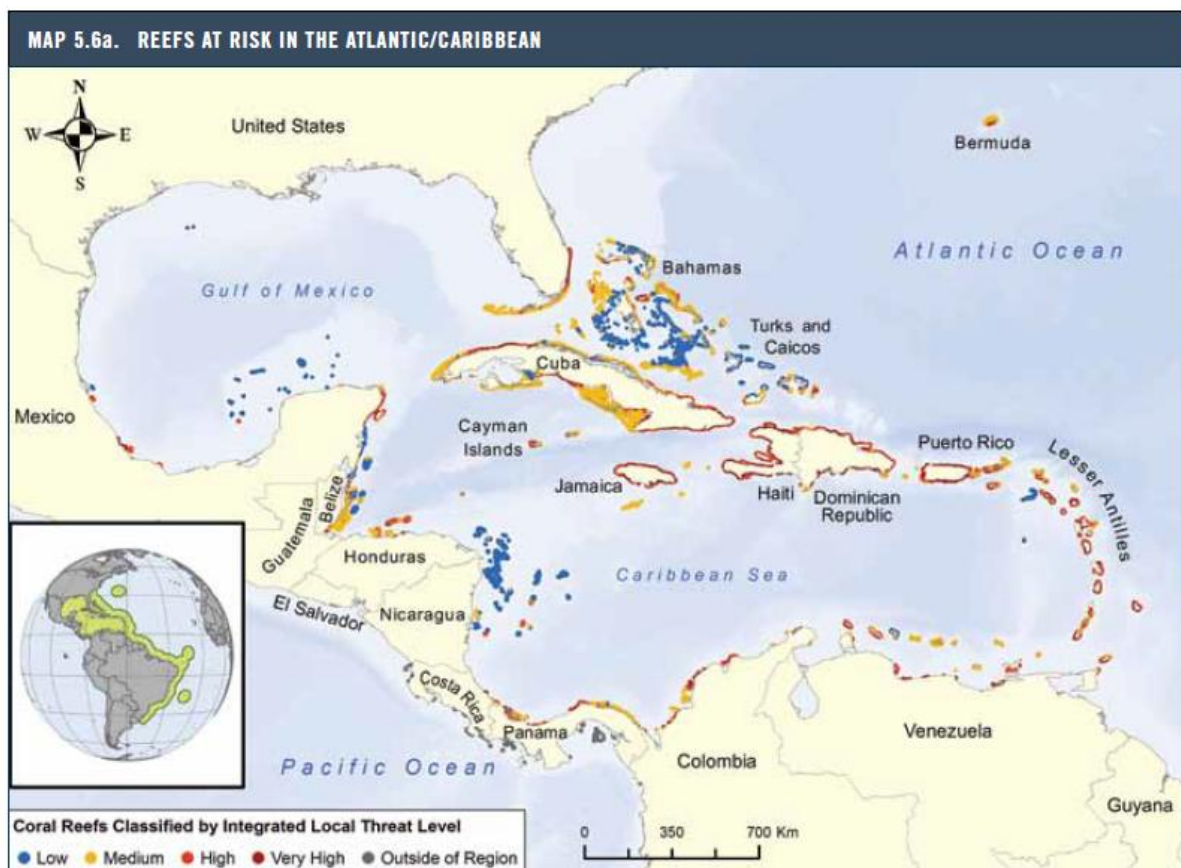 MAP 5.6a. REEFS AT RISK IN THE ATLANTIC/CARIBBEAN
N
W E
S
United States
Bermuda
Atlantic Ocean
Bahamas
Gulf of Mexico
Turks and
Caicos
Cuba
Mexico
Cayman
Islands
Puerto Rico
Lesser Antilles
Jamaica
Haiti
Dominican
Republic
Belize
Guatemala
Honduras
Caribbean Sea
El Salvador
Nicaragua
Costa Rica
Panama
Venezuela
Colombia
Pacific Ocean
Guyana
Coral Reefs Classified by Integrated Local Threat Level
Low Medium High Very High Outside of Region
0 350 700 Km